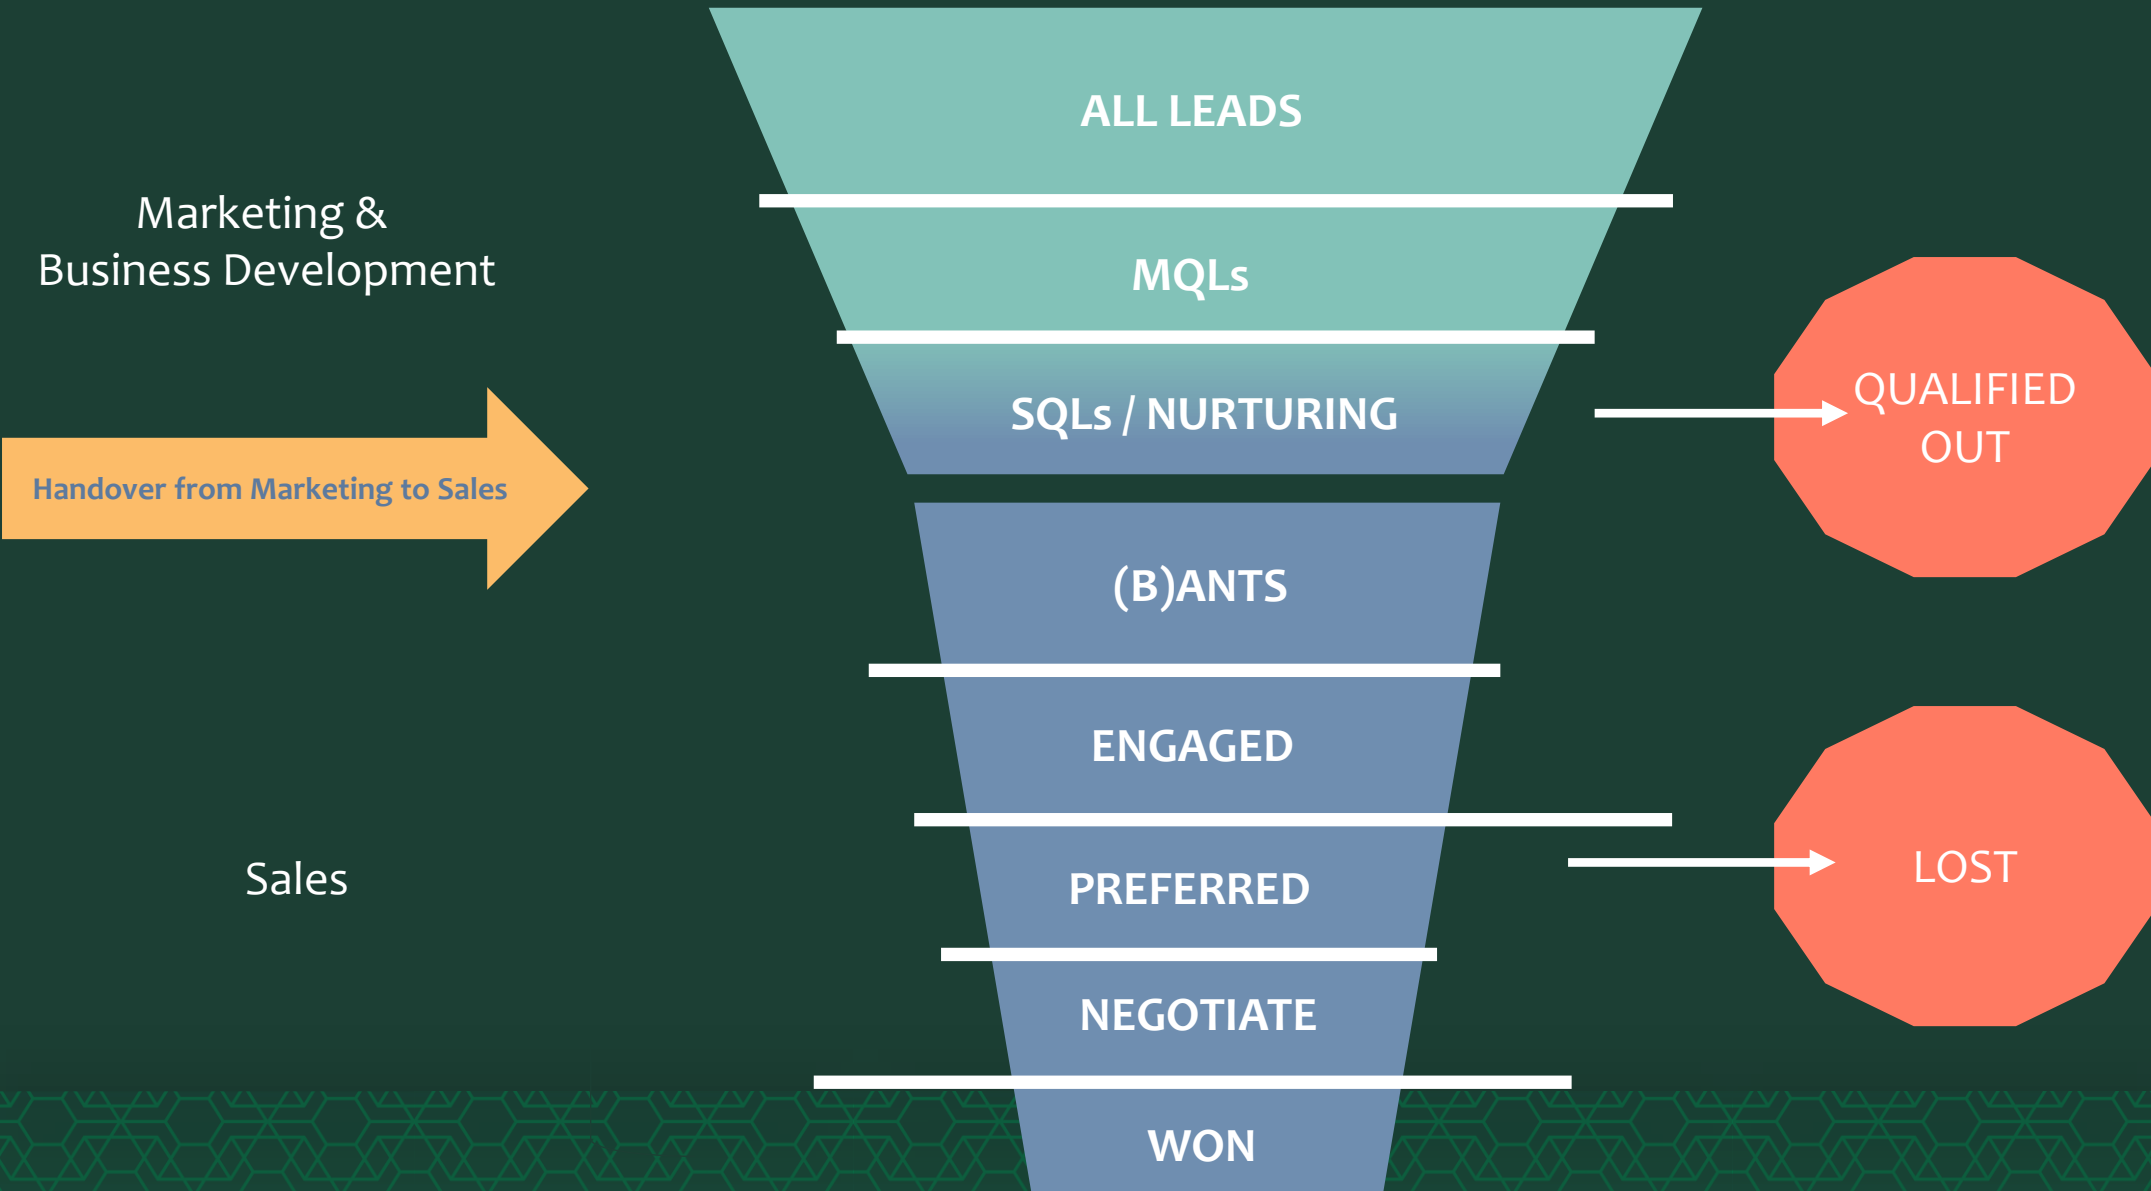 ALL LEADS
Marketing &
Business Development
MQLs
QUALIFIED
OUT
SQLs / NURTURING
Handover from Marketing to Sales
(B)ANTS
ENGAGED
Sales
PREFERRED
LOST
NEGOTIATE
WON